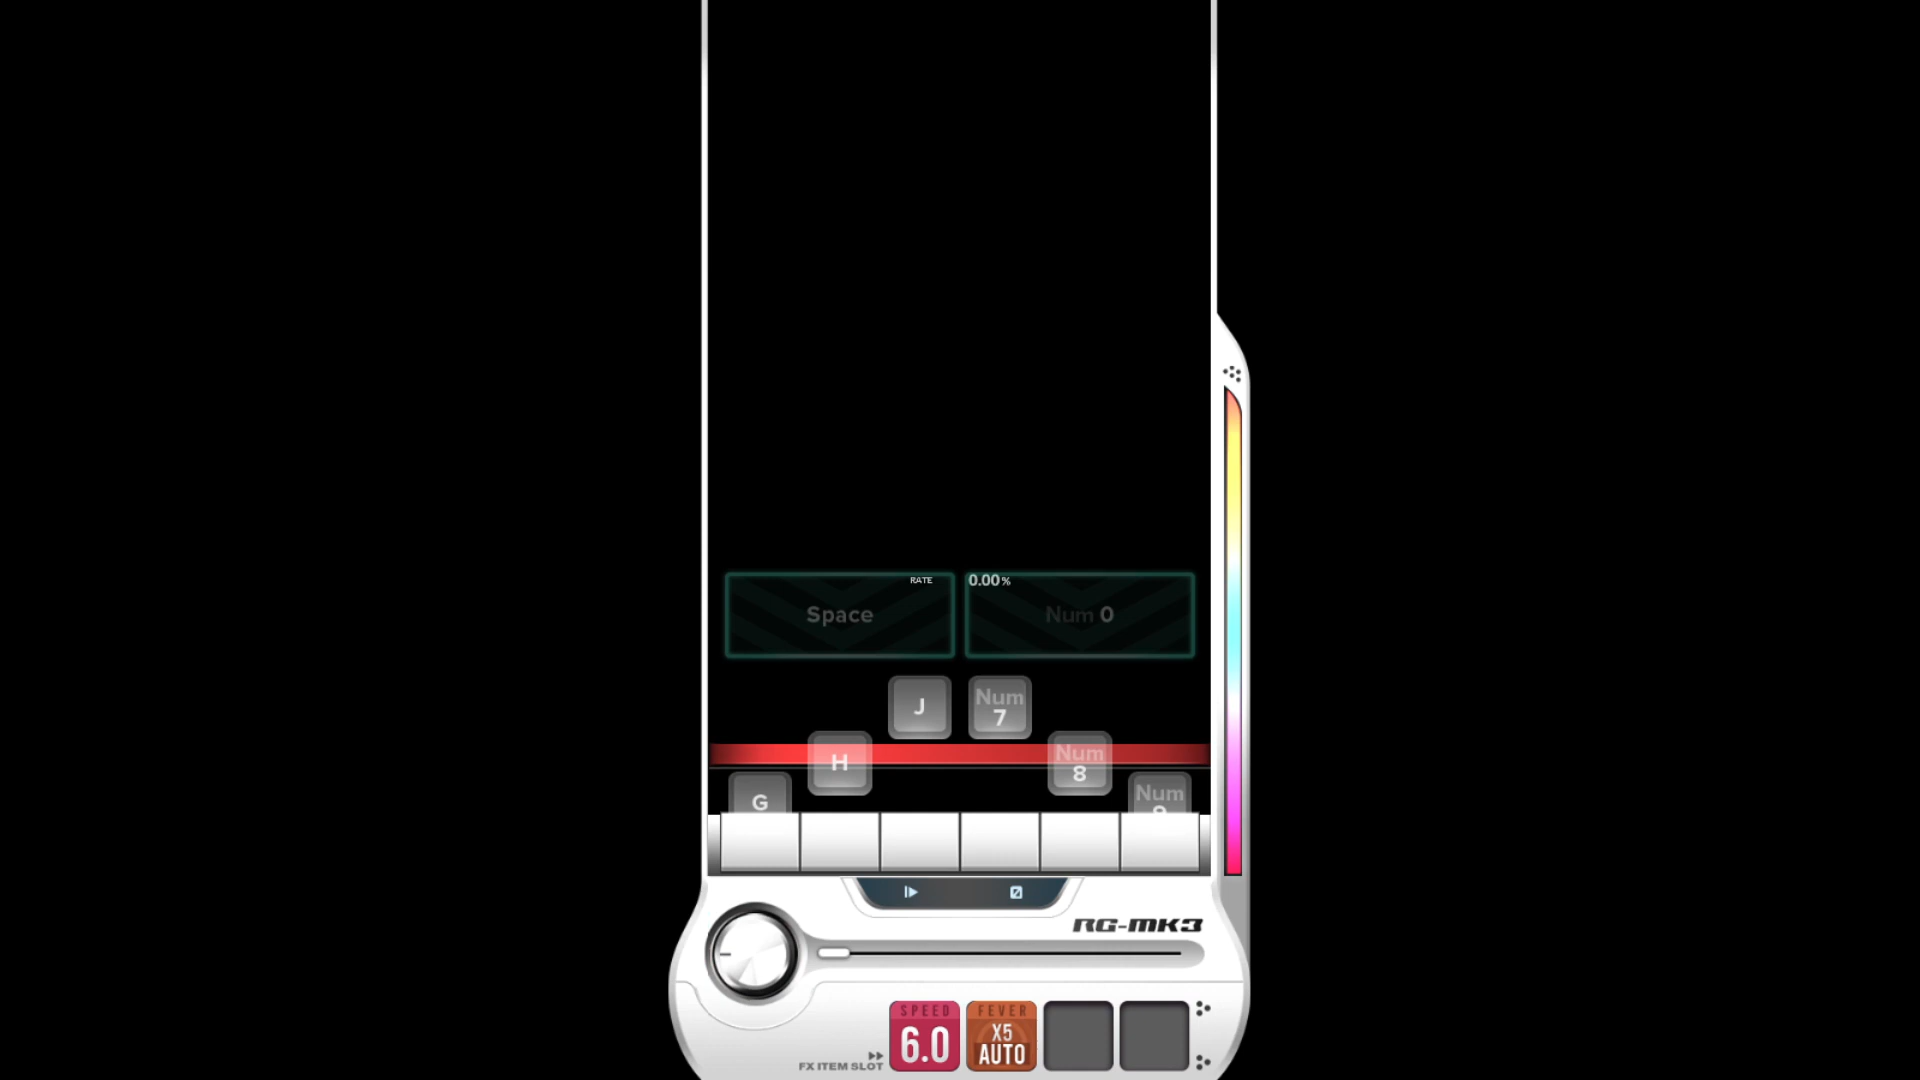 RATE 0.00%
Space Num 0
J Num 7
H Num 8
G Num
RG-MK3
SPEED 6.0
FEVER X5 AUTO
FX ITEM SLOT